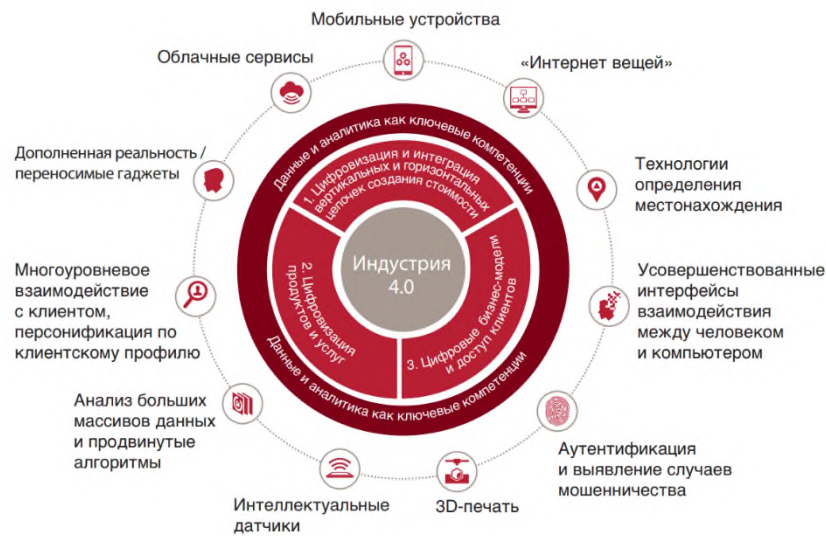 Мобильные устройства
Облачные сервисы
«Интернет вещей»
Дополненная реальность /
переносимые гаджеты
Технологии
определения
местонахождения
Многоуровневое
взаимодействие
с клиентом,
персонификация по
клиентскому профилю
Усовершенствованные
интерфейсы
взаимодействия
между человеком
и компьютером
Анализ больших
массивов данных
и продвинутые
алгоритмы
Аутентификация
и выявление случаев
мошенничества
Интеллектуальные
датчики
3D-печать
Данные и аналитика как ключевые компетенции
1. Цифровизация и интеграция
вертикальных и горизонтальных
цепочек создания стоимости
Индустрия
4.0
2. Цифровизация
продуктов и услуг
3. Цифровые бизнес-модели
и доступ клиентов
Данные и аналитика как ключевые компетенции